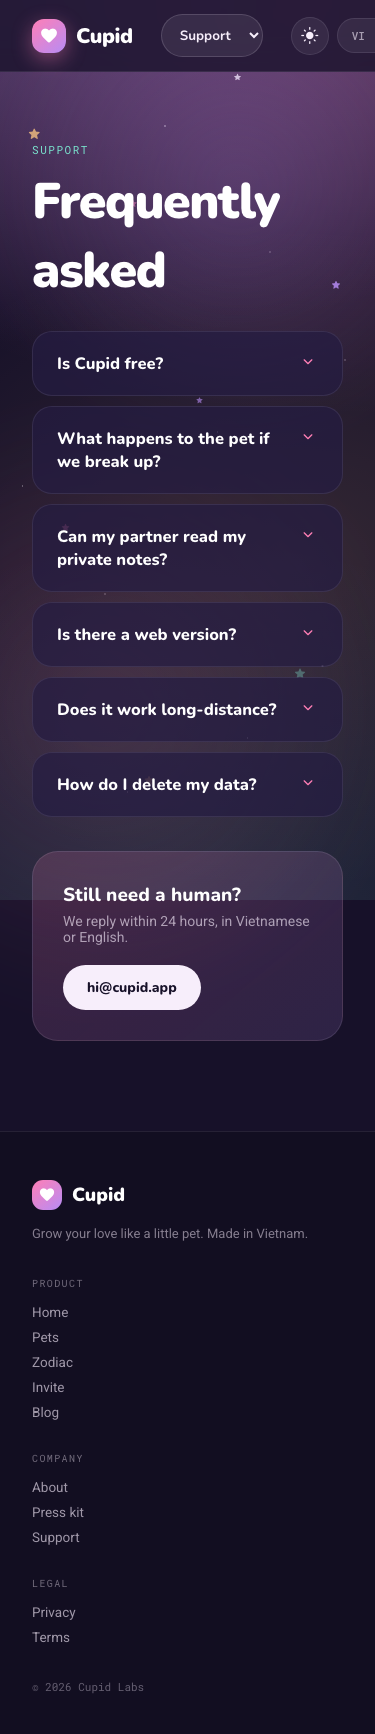 Cupid
Support
VI
SUPPORT
Frequently
asked
Is Cupid free?
What happens to the pet if
we break up?
Can my partner read my
private notes?
Is there a web version?
Does it work long-distance?
How do I delete my data?
Still need a human?
We reply within 24 hours, in Vietnamese
or English.
hi@cupid.app
Cupid
Grow your love like a little pet. Made in Vietnam.
PRODUCT
Home
Pets
Zodiac
Invite
Blog
COMPANY
About
Press kit
Support
LEGAL
Privacy
Terms
© 2026 Cupid Labs